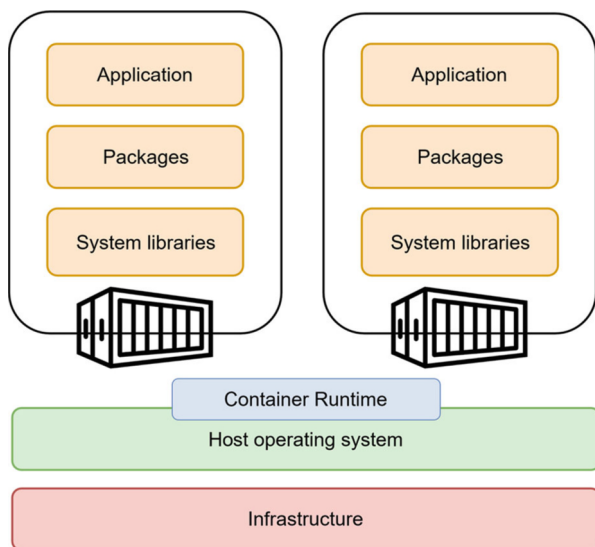 Application
Packages
System libraries
Application
Packages
System libraries
Container Runtime
Host operating system
Infrastructure